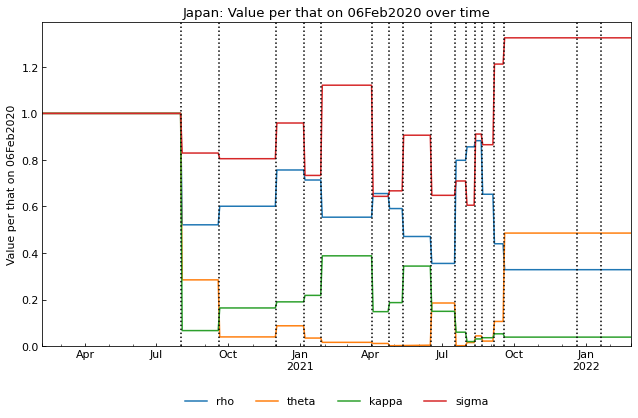 Japan: Value per that on 06Feb2020 over time
Value per that on 06Feb2020
1.2
1.0
0.8
0.6
0.4
0.2
0.0
Apr Jul Oct Jan Apr Jul Oct Jan
2021 2022
rho theta kappa sigma